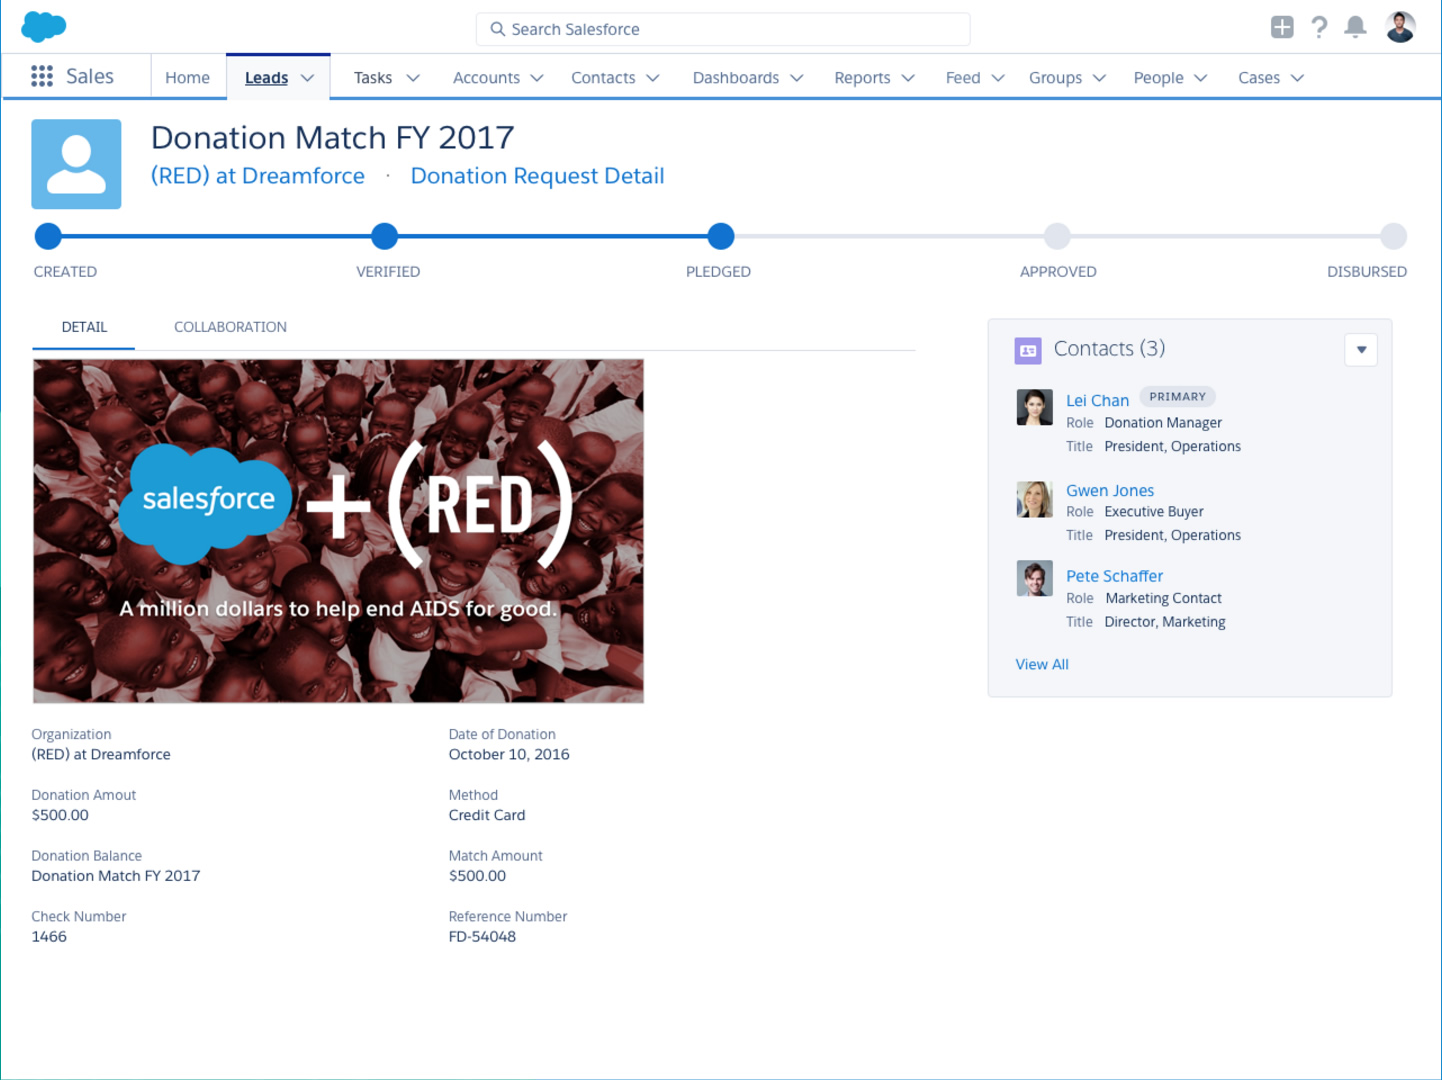 Search Salesforce
Sales
Home
Leads
Tasks
Accounts
Contacts
Dashboards
Reports
Feed
Groups
People
Cases
Donation Match FY 2017
(RED) at Dreamforce · Donation Request Detail
CREATED
VERIFIED
PLEDGED
APPROVED
DISBURSED
DETAIL
COLLABORATION
salesforce + (RED)
A million dollars to help end AIDS for good.
Organization
(RED) at Dreamforce
Date of Donation
October 10, 2016
Donation Amout
$500.00
Method
Credit Card
Donation Balance
Donation Match FY 2017
Match Amount
$500.00
Check Number
1466
Reference Number
FD-54048
Contacts (3)
Lei Chan PRIMARY
Role Donation Manager
Title President, Operations
Gwen Jones
Role Executive Buyer
Title President, Operations
Pete Schaffer
Role Marketing Contact
Title Director, Marketing
View All